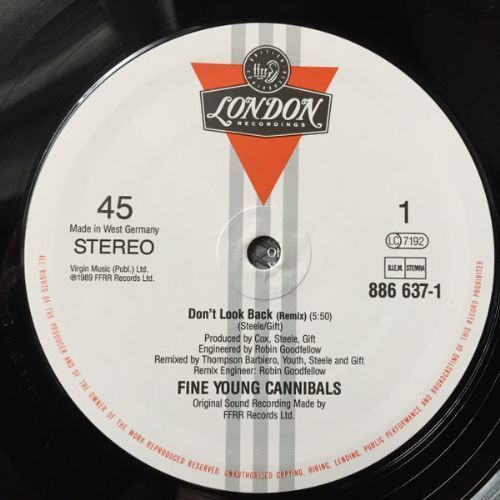 ffrr
LONDON
RECORDINGS
45
Made in West Germany
STEREO
Virgin Music (Publ.) Ltd.
℗1989 FFRR Records Ltd.
1
LC 7192
B.I.E.M. STEMRA
886 637-1
Don't Look Back (Remix) (5:50)
(Steele/Gift)
Produced by Cox, Steele, Gift
Engineered by Robin Goodfellow
Remixed by Thompson Barbiero, Youth, Steele and Gift
Remix Engineer: Robin Goodfellow
FINE YOUNG CANNIBALS
Original Sound Recording Made by
FFRR Records Ltd.
ALL RIGHTS OF THE PRODUCER AND OF THE OWNER OF THE WORK REPRODUCED RESERVED. UNAUTHORISED COPYING, HIRING, LENDING, PUBLIC PERFORMANCE AND BROADCASTING OF THIS RECORD PROHIBITED